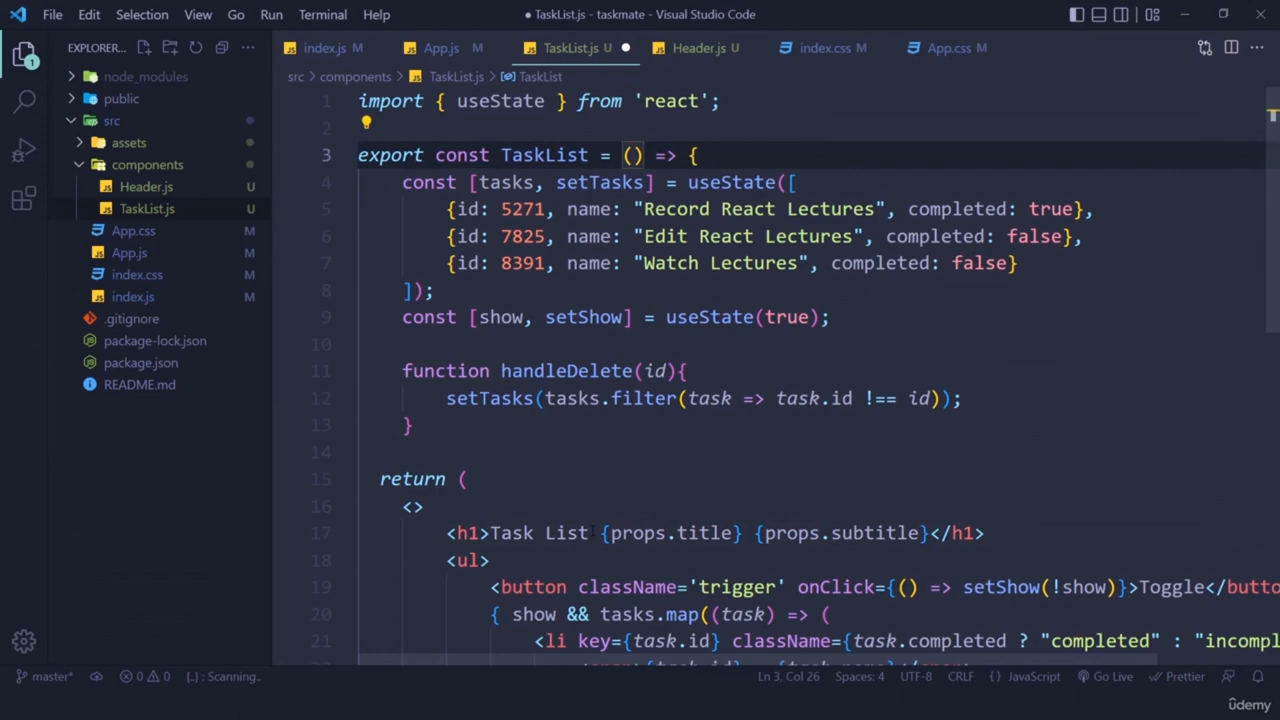 File Edit Selection View Go Run Terminal Help
● TaskList.js - taskmate - Visual Studio Code
EXPLORER... ···
index.js M App.js M TaskList.js U ● Header.js U index.css M App.css M ···
src > components > TaskList.js > TaskList
node_modules
public
src
assets
components
Header.js U
TaskList.js U
App.css M
App.js M
index.css M
index.js M
.gitignore
package-lock.json
package.json
README.md
1 import { useState } from 'react';
2
3 export const TaskList = () => {
4 const [tasks, setTasks] = useState([
5 {id: 5271, name: "Record React Lectures", completed: true},
6 {id: 7825, name: "Edit React Lectures", completed: false},
7 {id: 8391, name: "Watch Lectures", completed: false}
8 ]);
9 const [show, setShow] = useState(true);
10
11 function handleDelete(id){
12 setTasks(tasks.filter(task => task.id !== id));
13 }
14
15 return (
16 <>
17 <h1>Task List {props.title} {props.subtitle}</h1>
18 <ul>
19 <button className='trigger' onClick={() => setShow(!show)}>Toggle</button
20 { show && tasks.map((task) => (
21 <li key={task.id} className={task.completed ? "completed" : "incompl
<span>{task.id} - {task.name}</span>
master* 0 0 {..} : Scanning.. Ln 3, Col 26 Spaces: 4 UTF-8 CRLF {} JavaScript Go Live Prettier
ûdemy
1